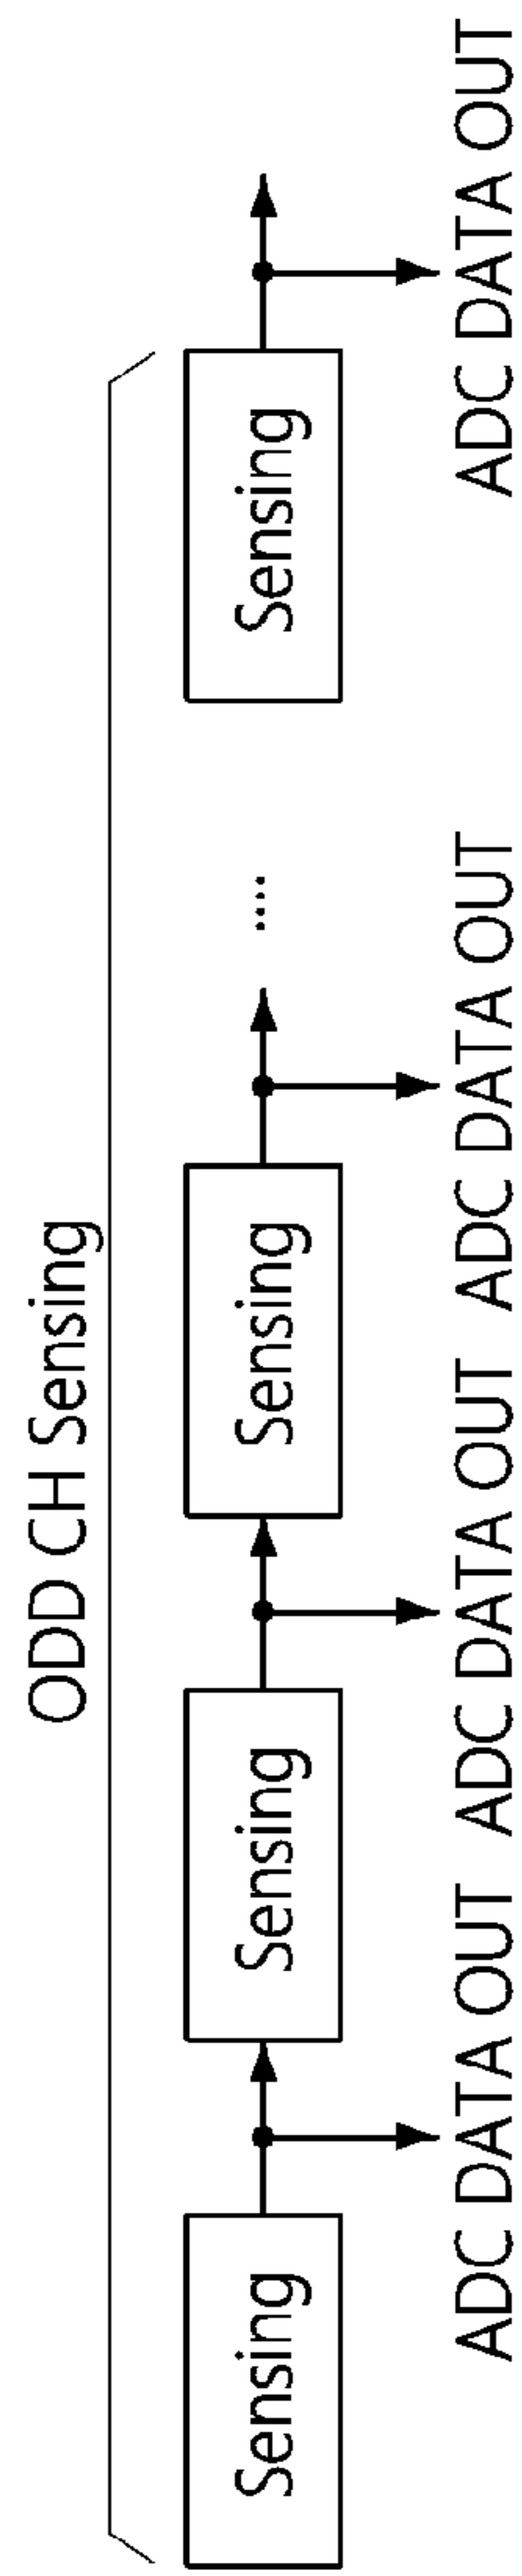 ODD CH Sensing
Sensing
Sensing
Sensing
....
Sensing
ADC DATA OUT
ADC DATA OUT
ADC DATA OUT
ADC DATA OUT